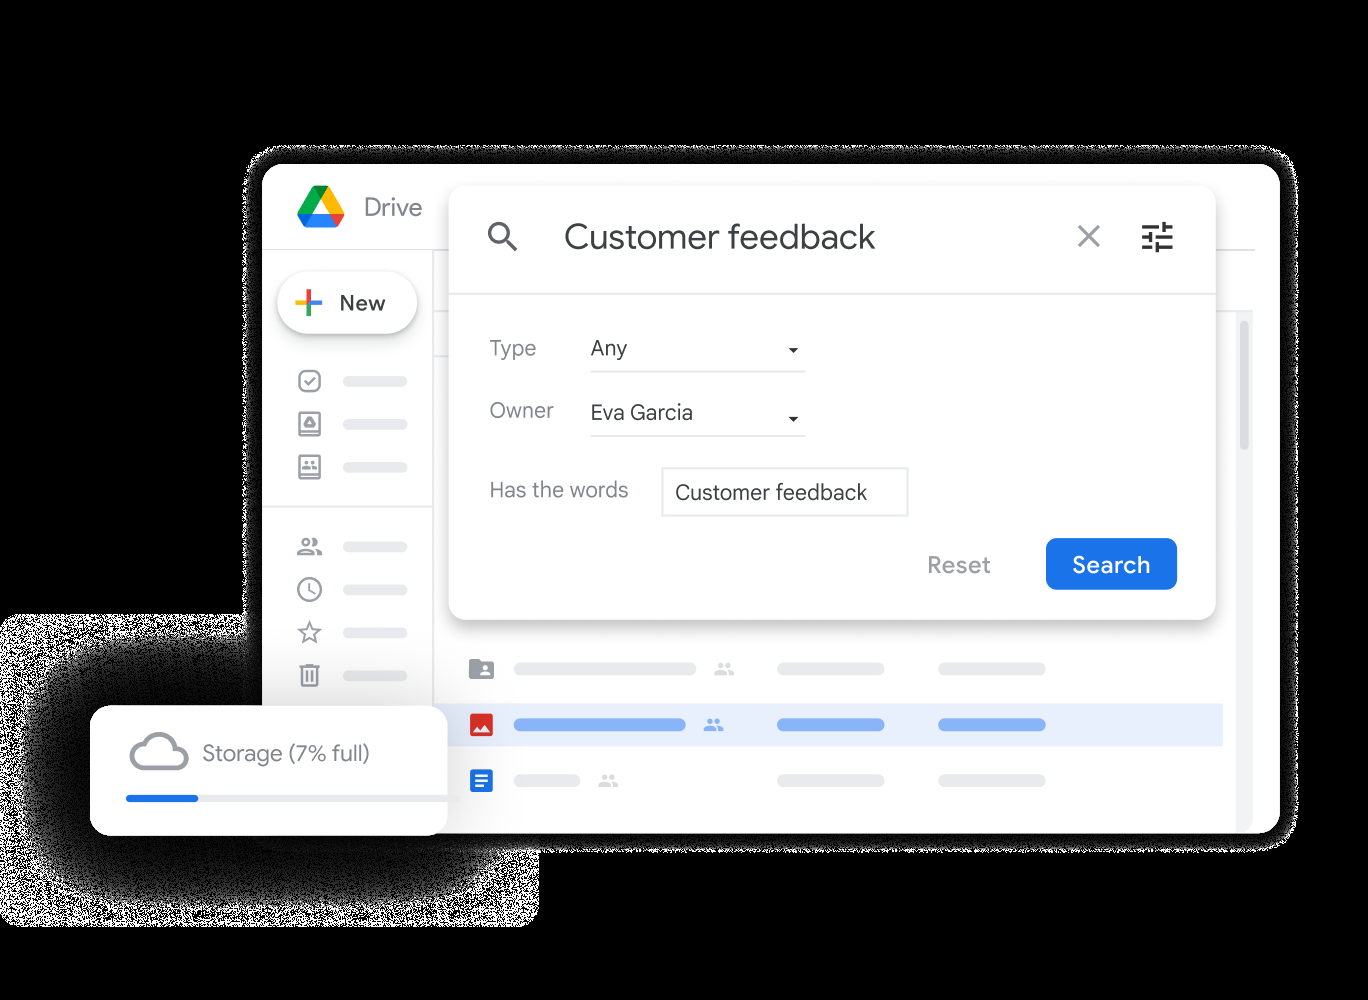 Drive
Customer feedback
New
Type Any
Owner Eva Garcia
Has the words Customer feedback
Reset Search
Storage (7% full)